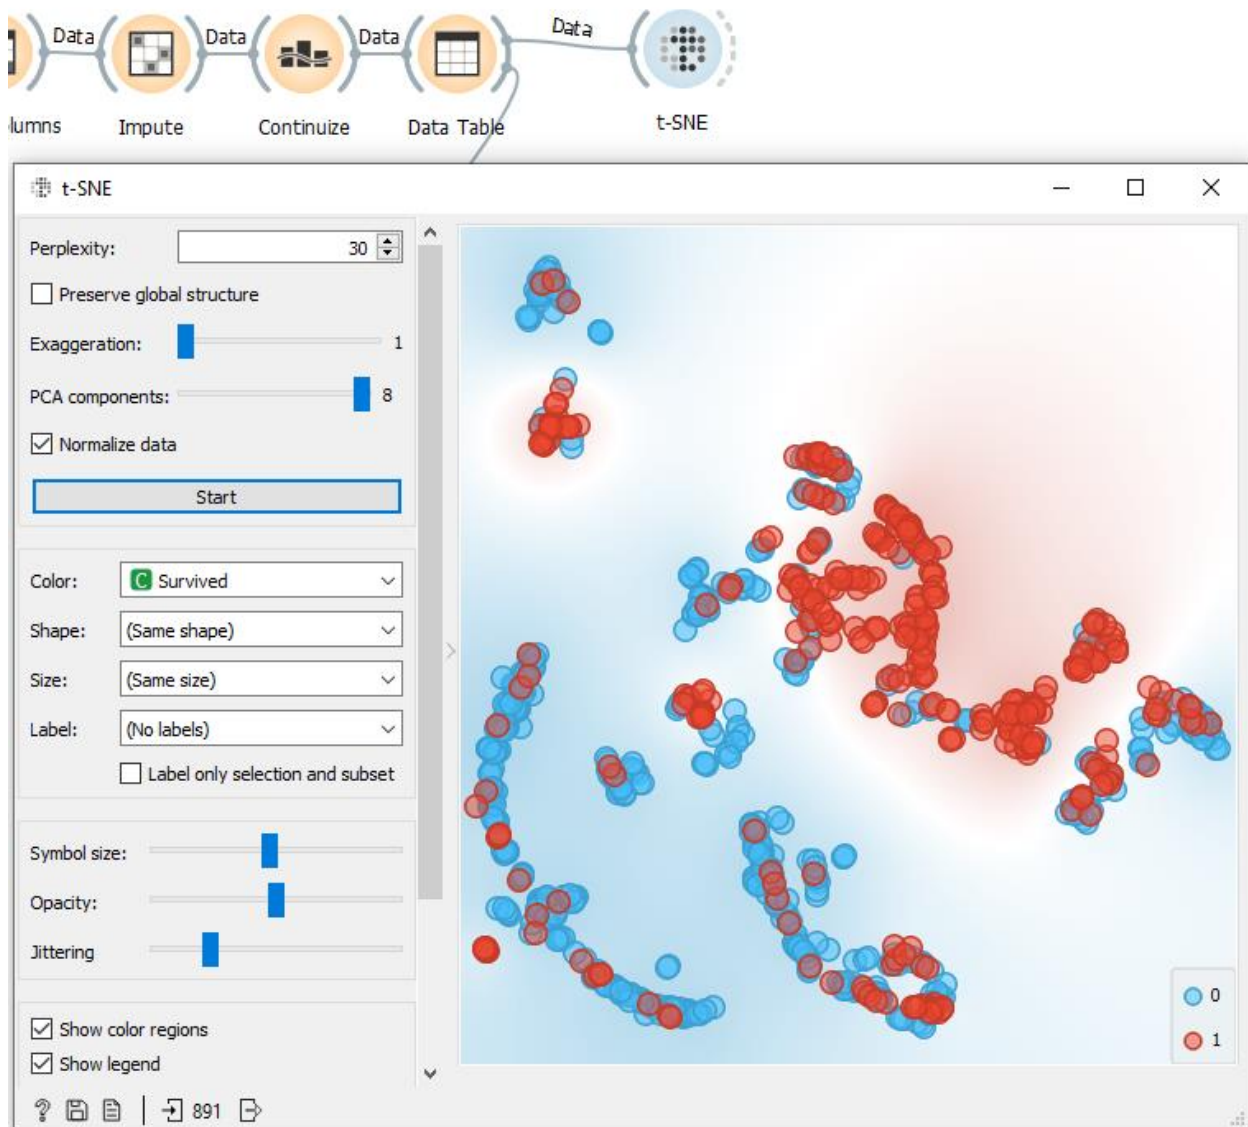 Data Data Data Data
lumns Impute Continuize Data Table t-SNE
t-SNE
Perplexity: 30
Preserve global structure
Exaggeration: 1
PCA components: 8
Normalize data
Start
Color: C Survived
Shape: (Same shape)
Size: (Same size)
Label: (No labels)
Label only selection and subset
Symbol size:
Opacity:
Jittering
Show color regions
Show legend
0
1
? 891